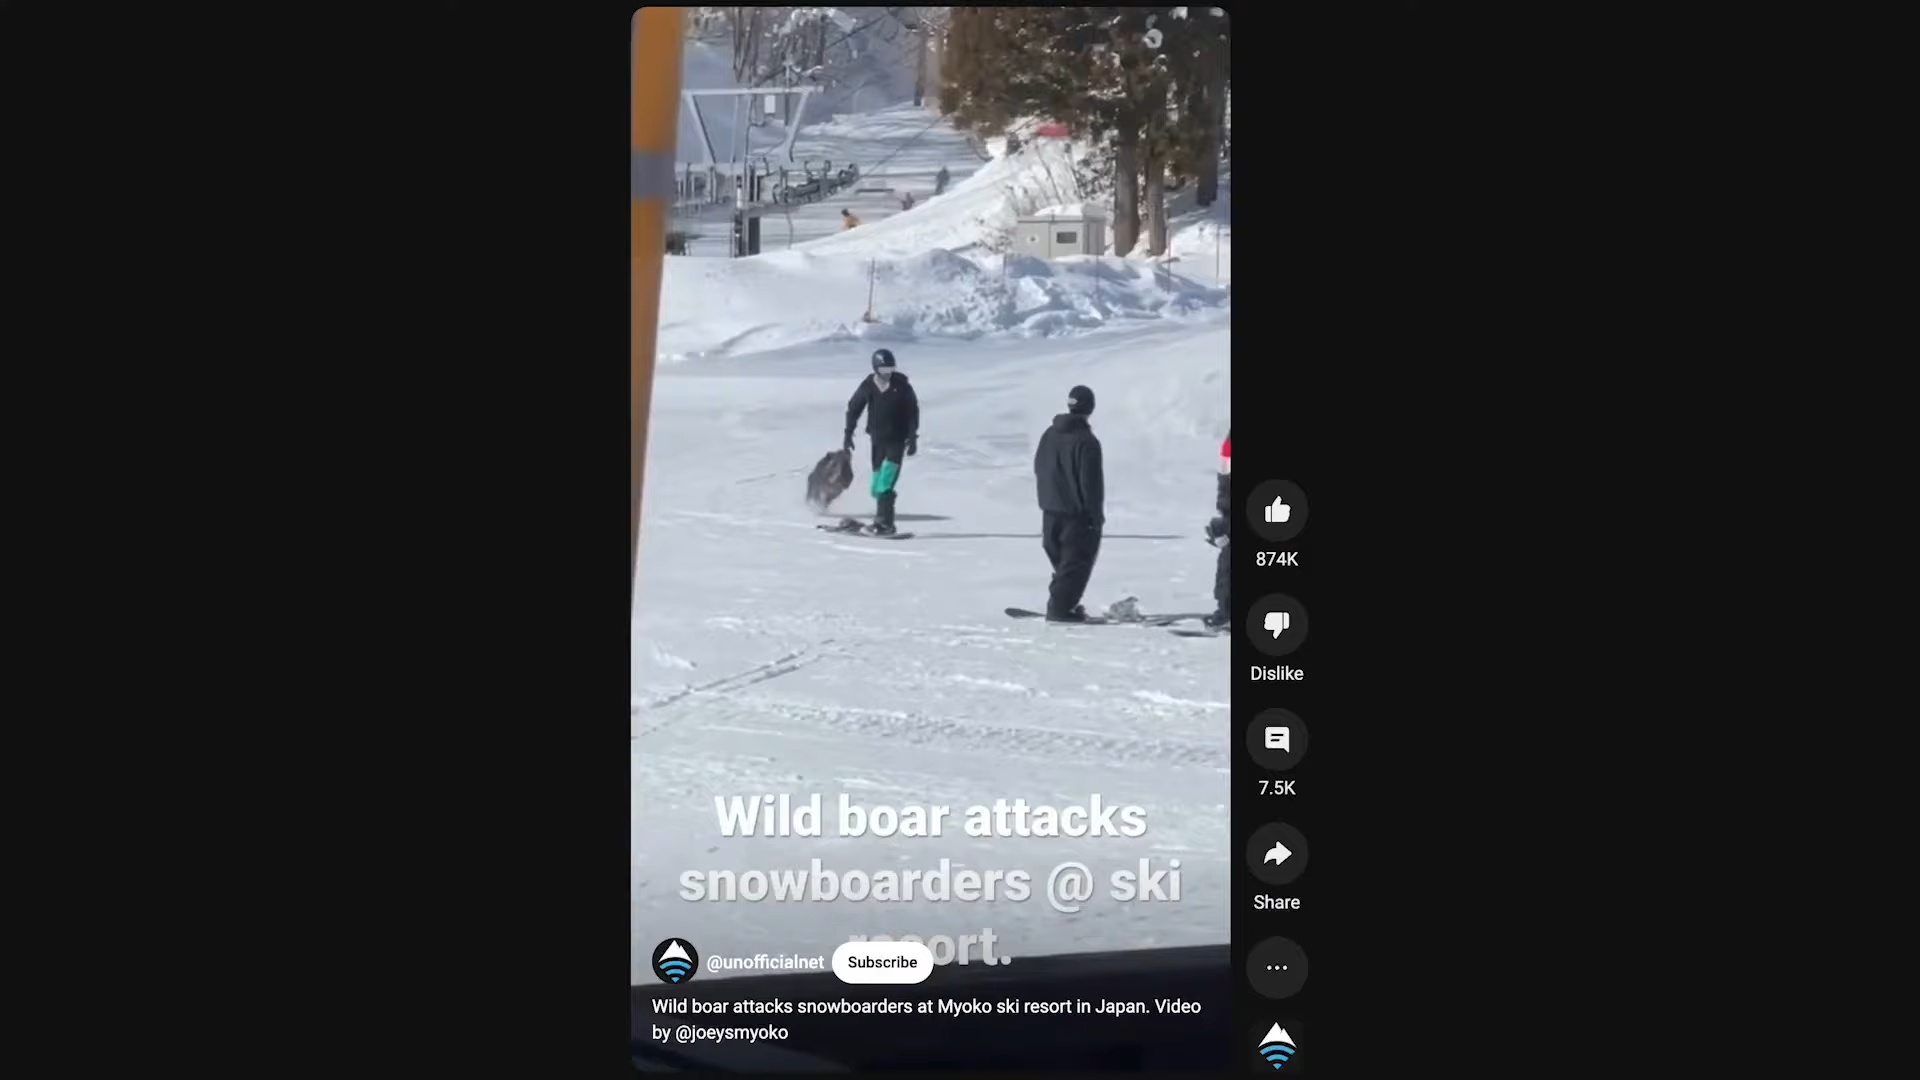 Wild boar attacks
snowboarders @ ski
resort.
@unofficialnet
Subscribe
Wild boar attacks snowboarders at Myoko ski resort in Japan. Video
by @joeysmyoko
874K
Dislike
7.5K
Share